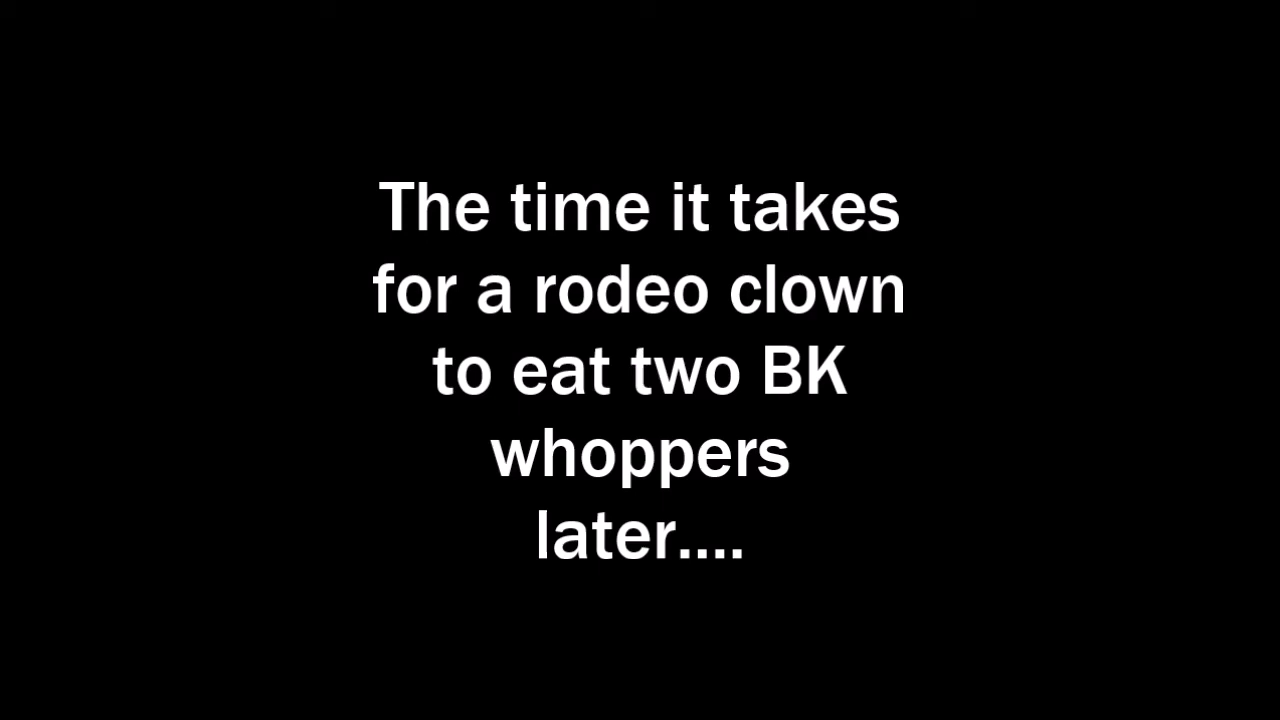 The time it takes
for a rodeo clown
to eat two BK
whoppers
later....